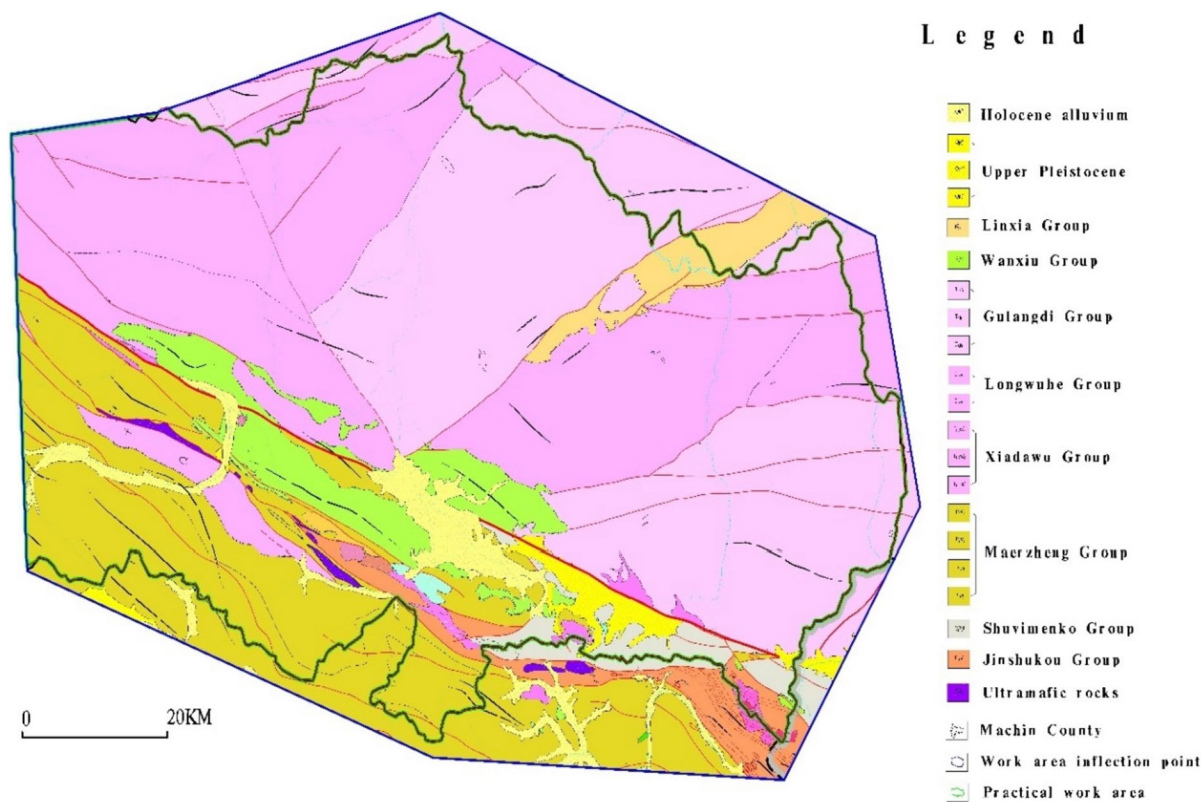 Legend
Holocene alluvium
Upper Pleistocene
Linxia Group
Wanxiu Group
Gulangdi Group
Longwuhe Group
Xiadawu Group
Maerzheng Group
Shuvimenko Group
Jinshukou Group
Ultramafic rocks
Machin County
Work area inflection point
Practical work area
0 20KM